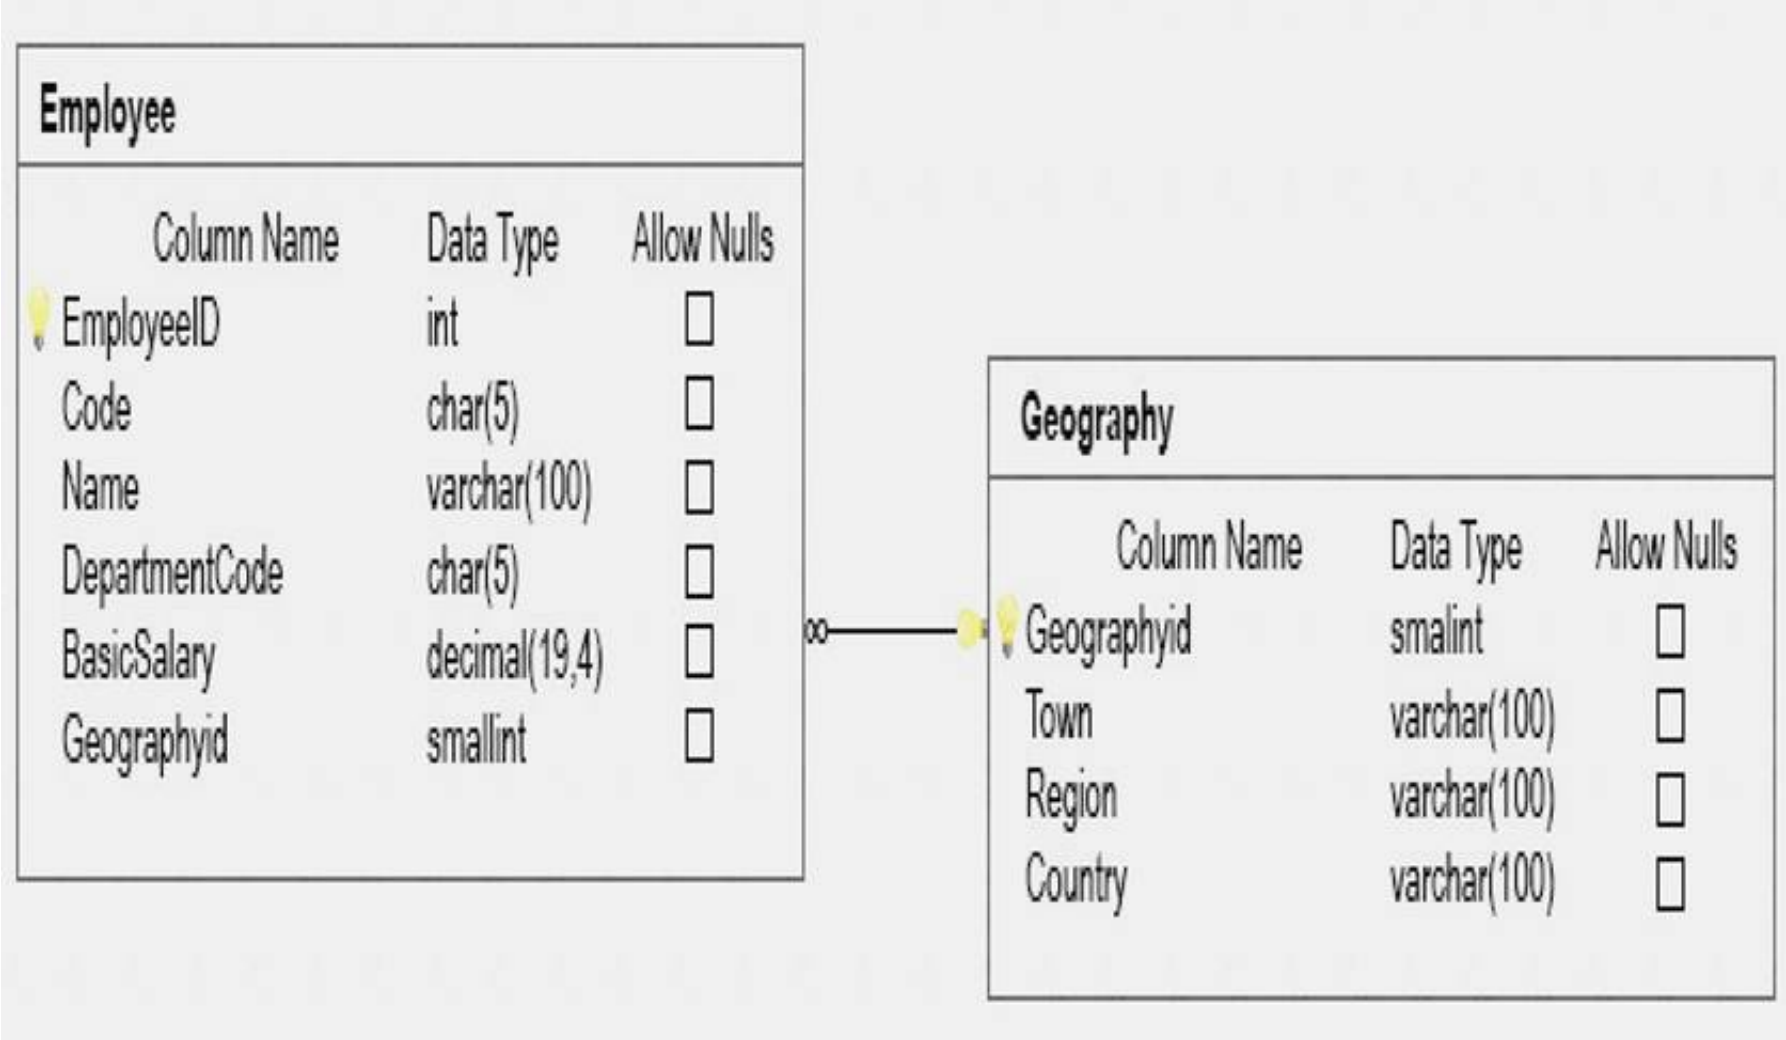 Employee
Column Name Data Type Allow Nulls
EmployeeID int
Code char(5)
Name varchar(100)
DepartmentCode char(5)
BasicSalary decimal(19,4)
Geographyid smallint
Geography
Column Name Data Type Allow Nulls
Geographyid smalint
Town varchar(100)
Region varchar(100)
Country varchar(100)